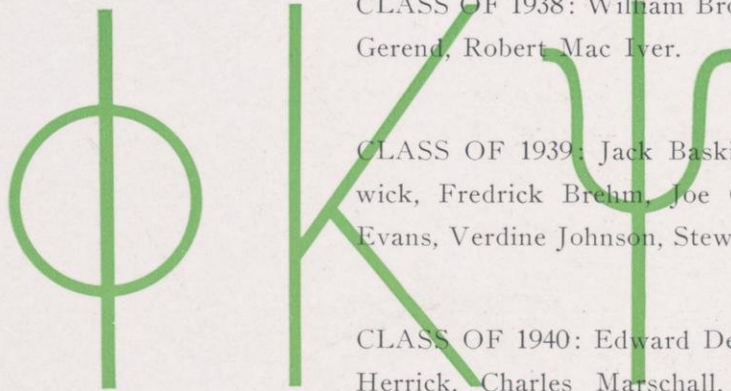 Φ Κ Ψ
CLASS OF 1938: William
Gerend, Robert Mac Iver.
CLASS OF 1939: Jack
wick, Fredrick Brehm, Joe
Evans, Verdine Johnson,
CLASS OF 1940: Edward
Herrick, Charles Marschall,